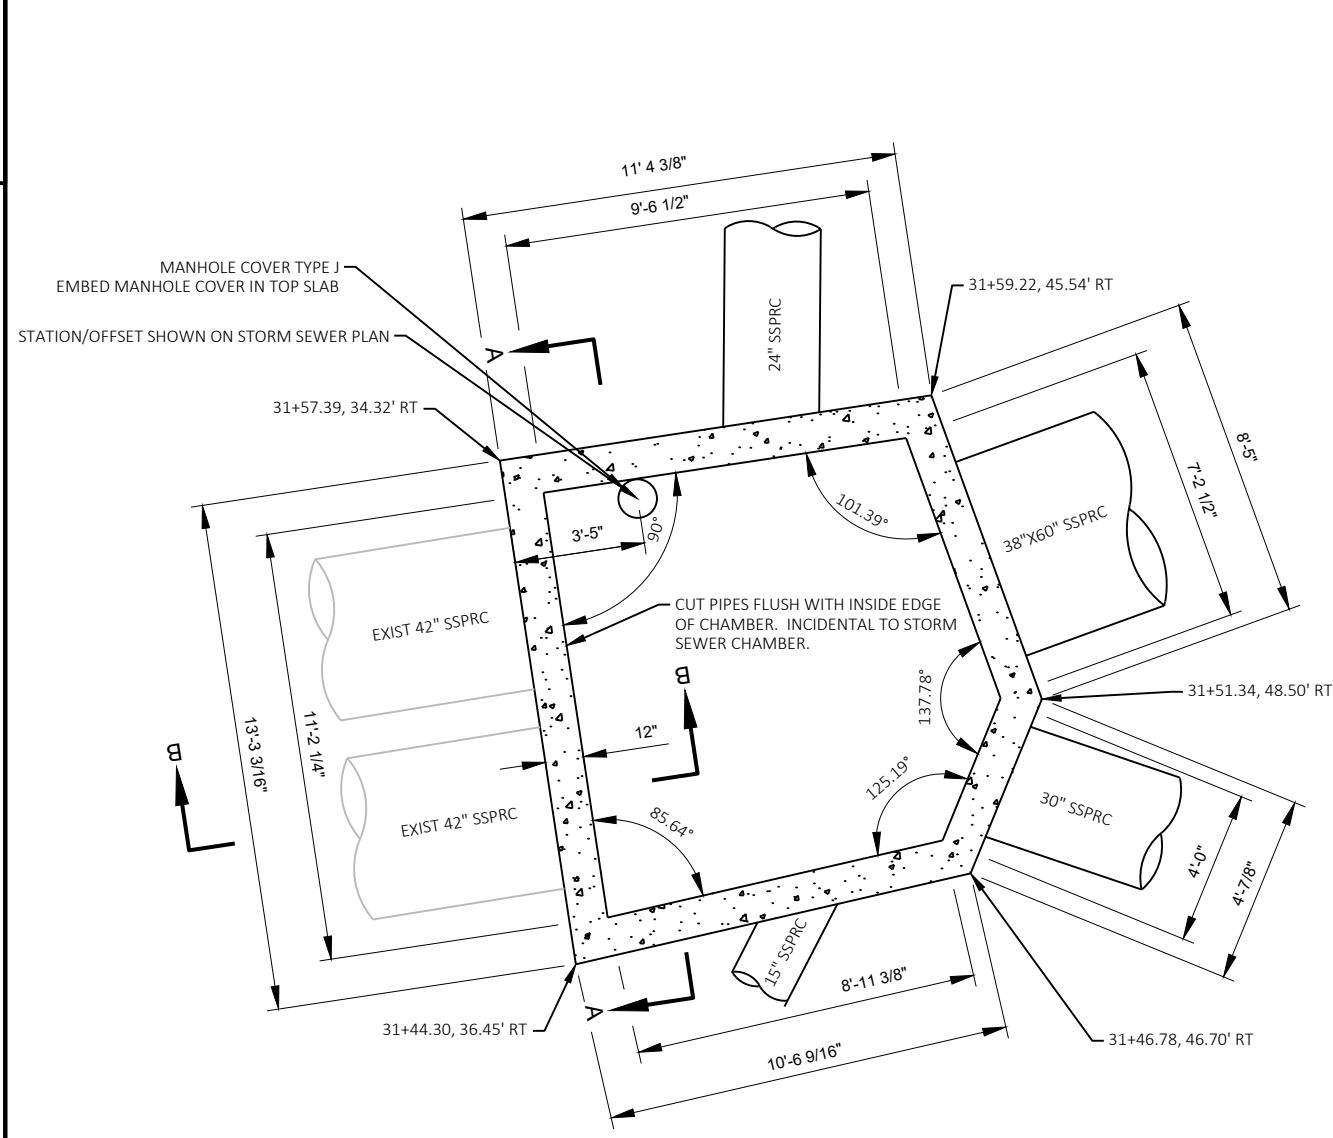 11' 4 3/8"
9'-6 1/2"
MANHOLE COVER TYPE J
EMBED MANHOLE COVER IN TOP SLAB
STATION/OFFSET SHOWN ON STORM SEWER PLAN
31+57.39, 34.32' RT
A
24" SSPRC
31+59.22, 45.54' RT
8'-5"
7'-2 1/2"
38"X60" SSPRC
101.39°
90°
3'-5"
EXIST 42" SSPRC
CUT PIPES FLUSH WITH INSIDE EDGE
OF CHAMBER. INCIDENTAL TO STORM
SEWER CHAMBER.
B
137.78°
31+51.34, 48.50' RT
13'-3 3/16"
11'-2 1/4"
B
12"
125.19°
85.64°
EXIST 42" SSPRC
30" SSPRC
4'-0"
4'-7/8"
15" SSPRC
8'-11 3/8"
A
31+44.30, 36.45' RT
10'-6 9/16"
31+46.78, 46.70' RT